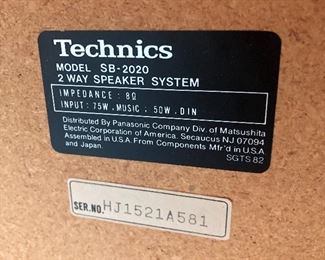 Technics
MODEL SB-2020
2 WAY SPEAKER SYSTEM
IMPEDANCE : 8Ω
INPUT : 75W . MUSIC : 50W . DIN
Distributed By Panasonic Company Div. of Matsushita
Electric Corporation of America. Secaucus NJ 07094
Assembled in U.S.A. From Components Mfr'd in U.S.A
and Japan.
SGTS 82
SER.NO. HJ1521A581